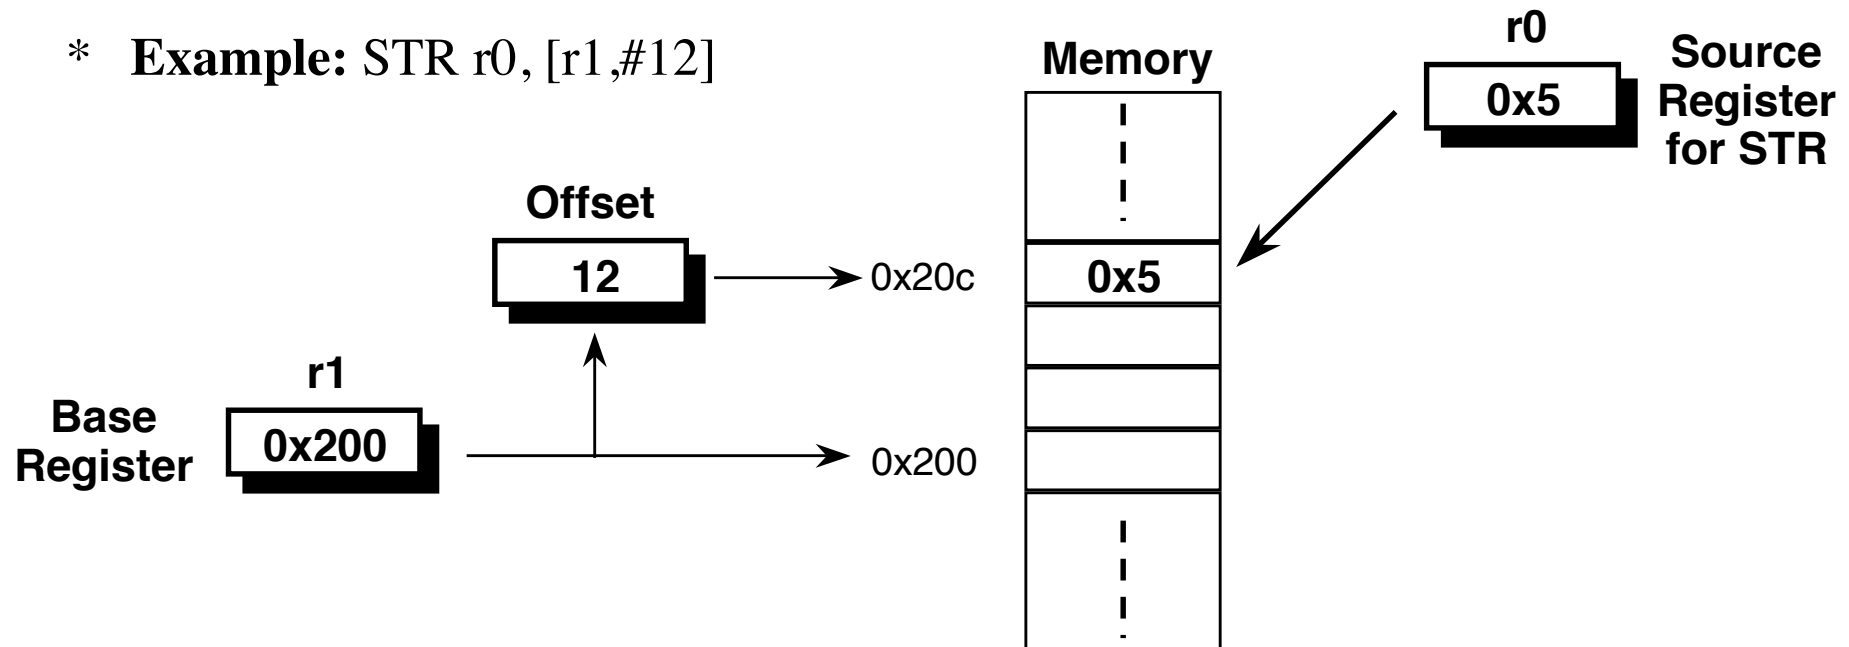 * Example: STR r0, [r1,#12]
Memory
r0
0x5
Source
Register
for STR
Offset
12
0x20c
0x5
r1
Base
Register
0x200
0x200